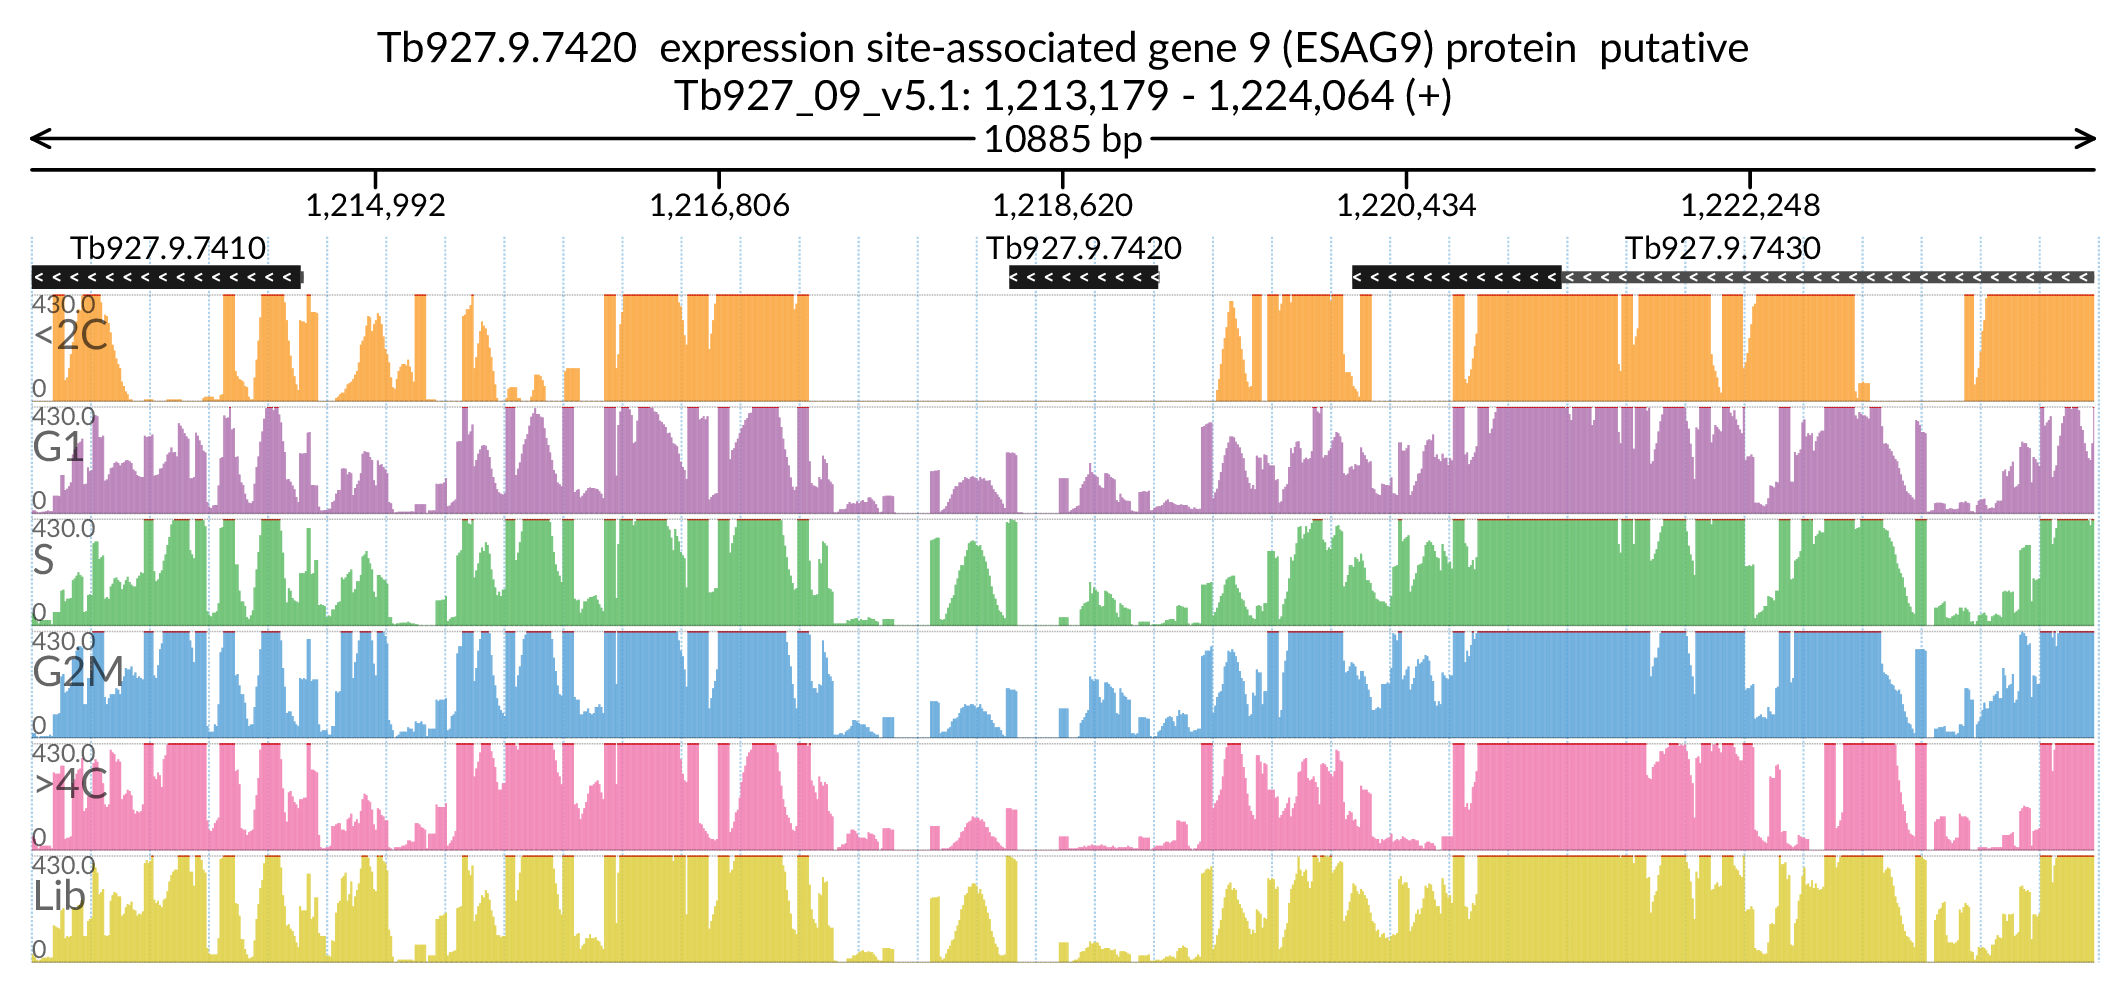 Tb927.9.7420  expression site-associated gene 9 (ESAG9) protein  putative
Tb927_09_v5.1: 1,213,179 - 1,224,064 (+)
10885 bp
1,214,992 1,216,806 1,218,620 1,220,434 1,222,248
Tb927.9.7410 Tb927.9.7420 Tb927.9.7430
430.0
<2C
0
430.0
G1
0
430.0
S
0
430.0
G2M
0
430.0
>4C
0
430.0
Lib
0